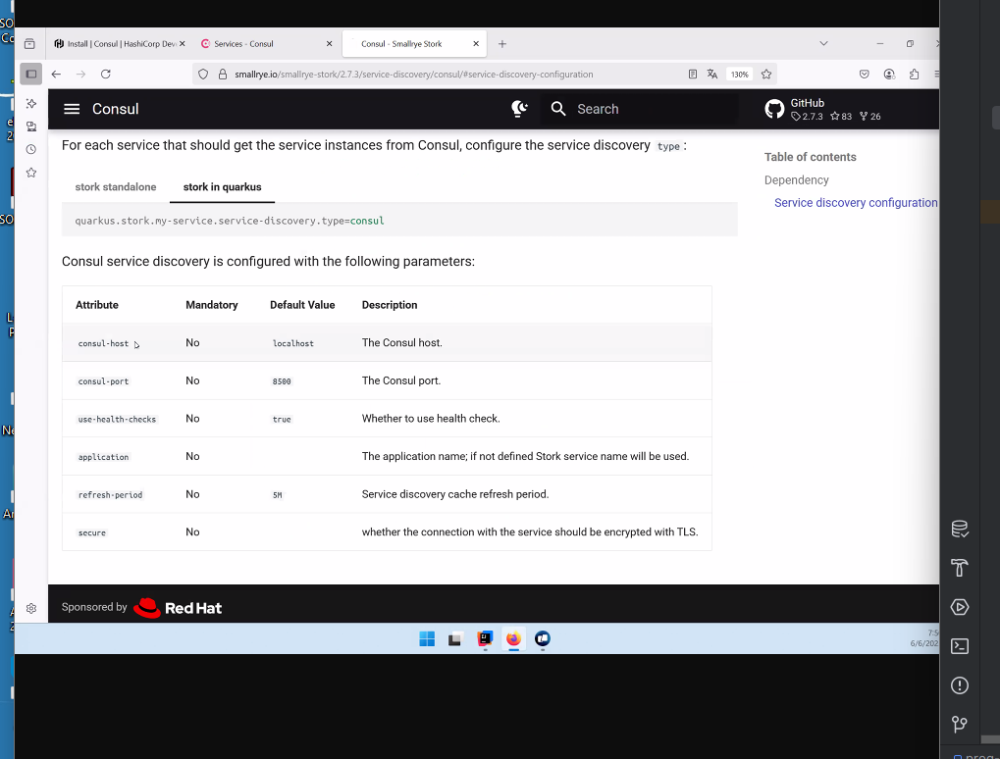 Install | Consul | HashiCorp Dev
Services - Consul
Consul - Smallrye Stork
smallrye.io/smallrye-stork/2.7.3/service-discovery/consul/#service-discovery-configuration
130%
Consul
Search
GitHub
2.7.3 83 26
For each service that should get the service instances from Consul, configure the service discovery type :
stork standalone
stork in quarkus
quarkus.stork.my-service.service-discovery.type=consul
Consul service discovery is configured with the following parameters:
Attribute Mandatory Default Value Description
consul-host No localhost The Consul host.
consul-port No 8500 The Consul port.
use-health-checks No true Whether to use health check.
application No The application name; if not defined Stork service name will be used.
refresh-period No 5M Service discovery cache refresh period.
secure No whether the connection with the service should be encrypted with TLS.
Table of contents
Dependency
Service discovery configuration
Sponsored by Red Hat